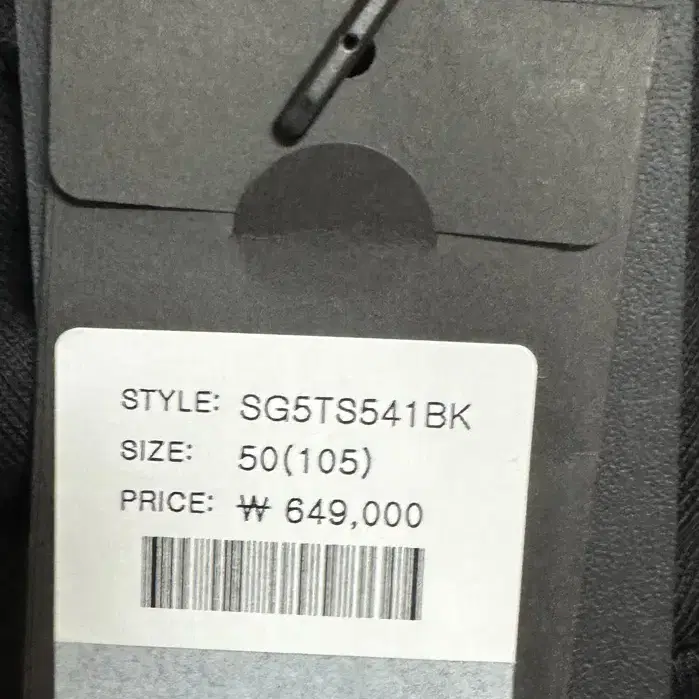 STYLE: SG5TS541BK
SIZE: 50(105)
PRICE: ₩ 649,000